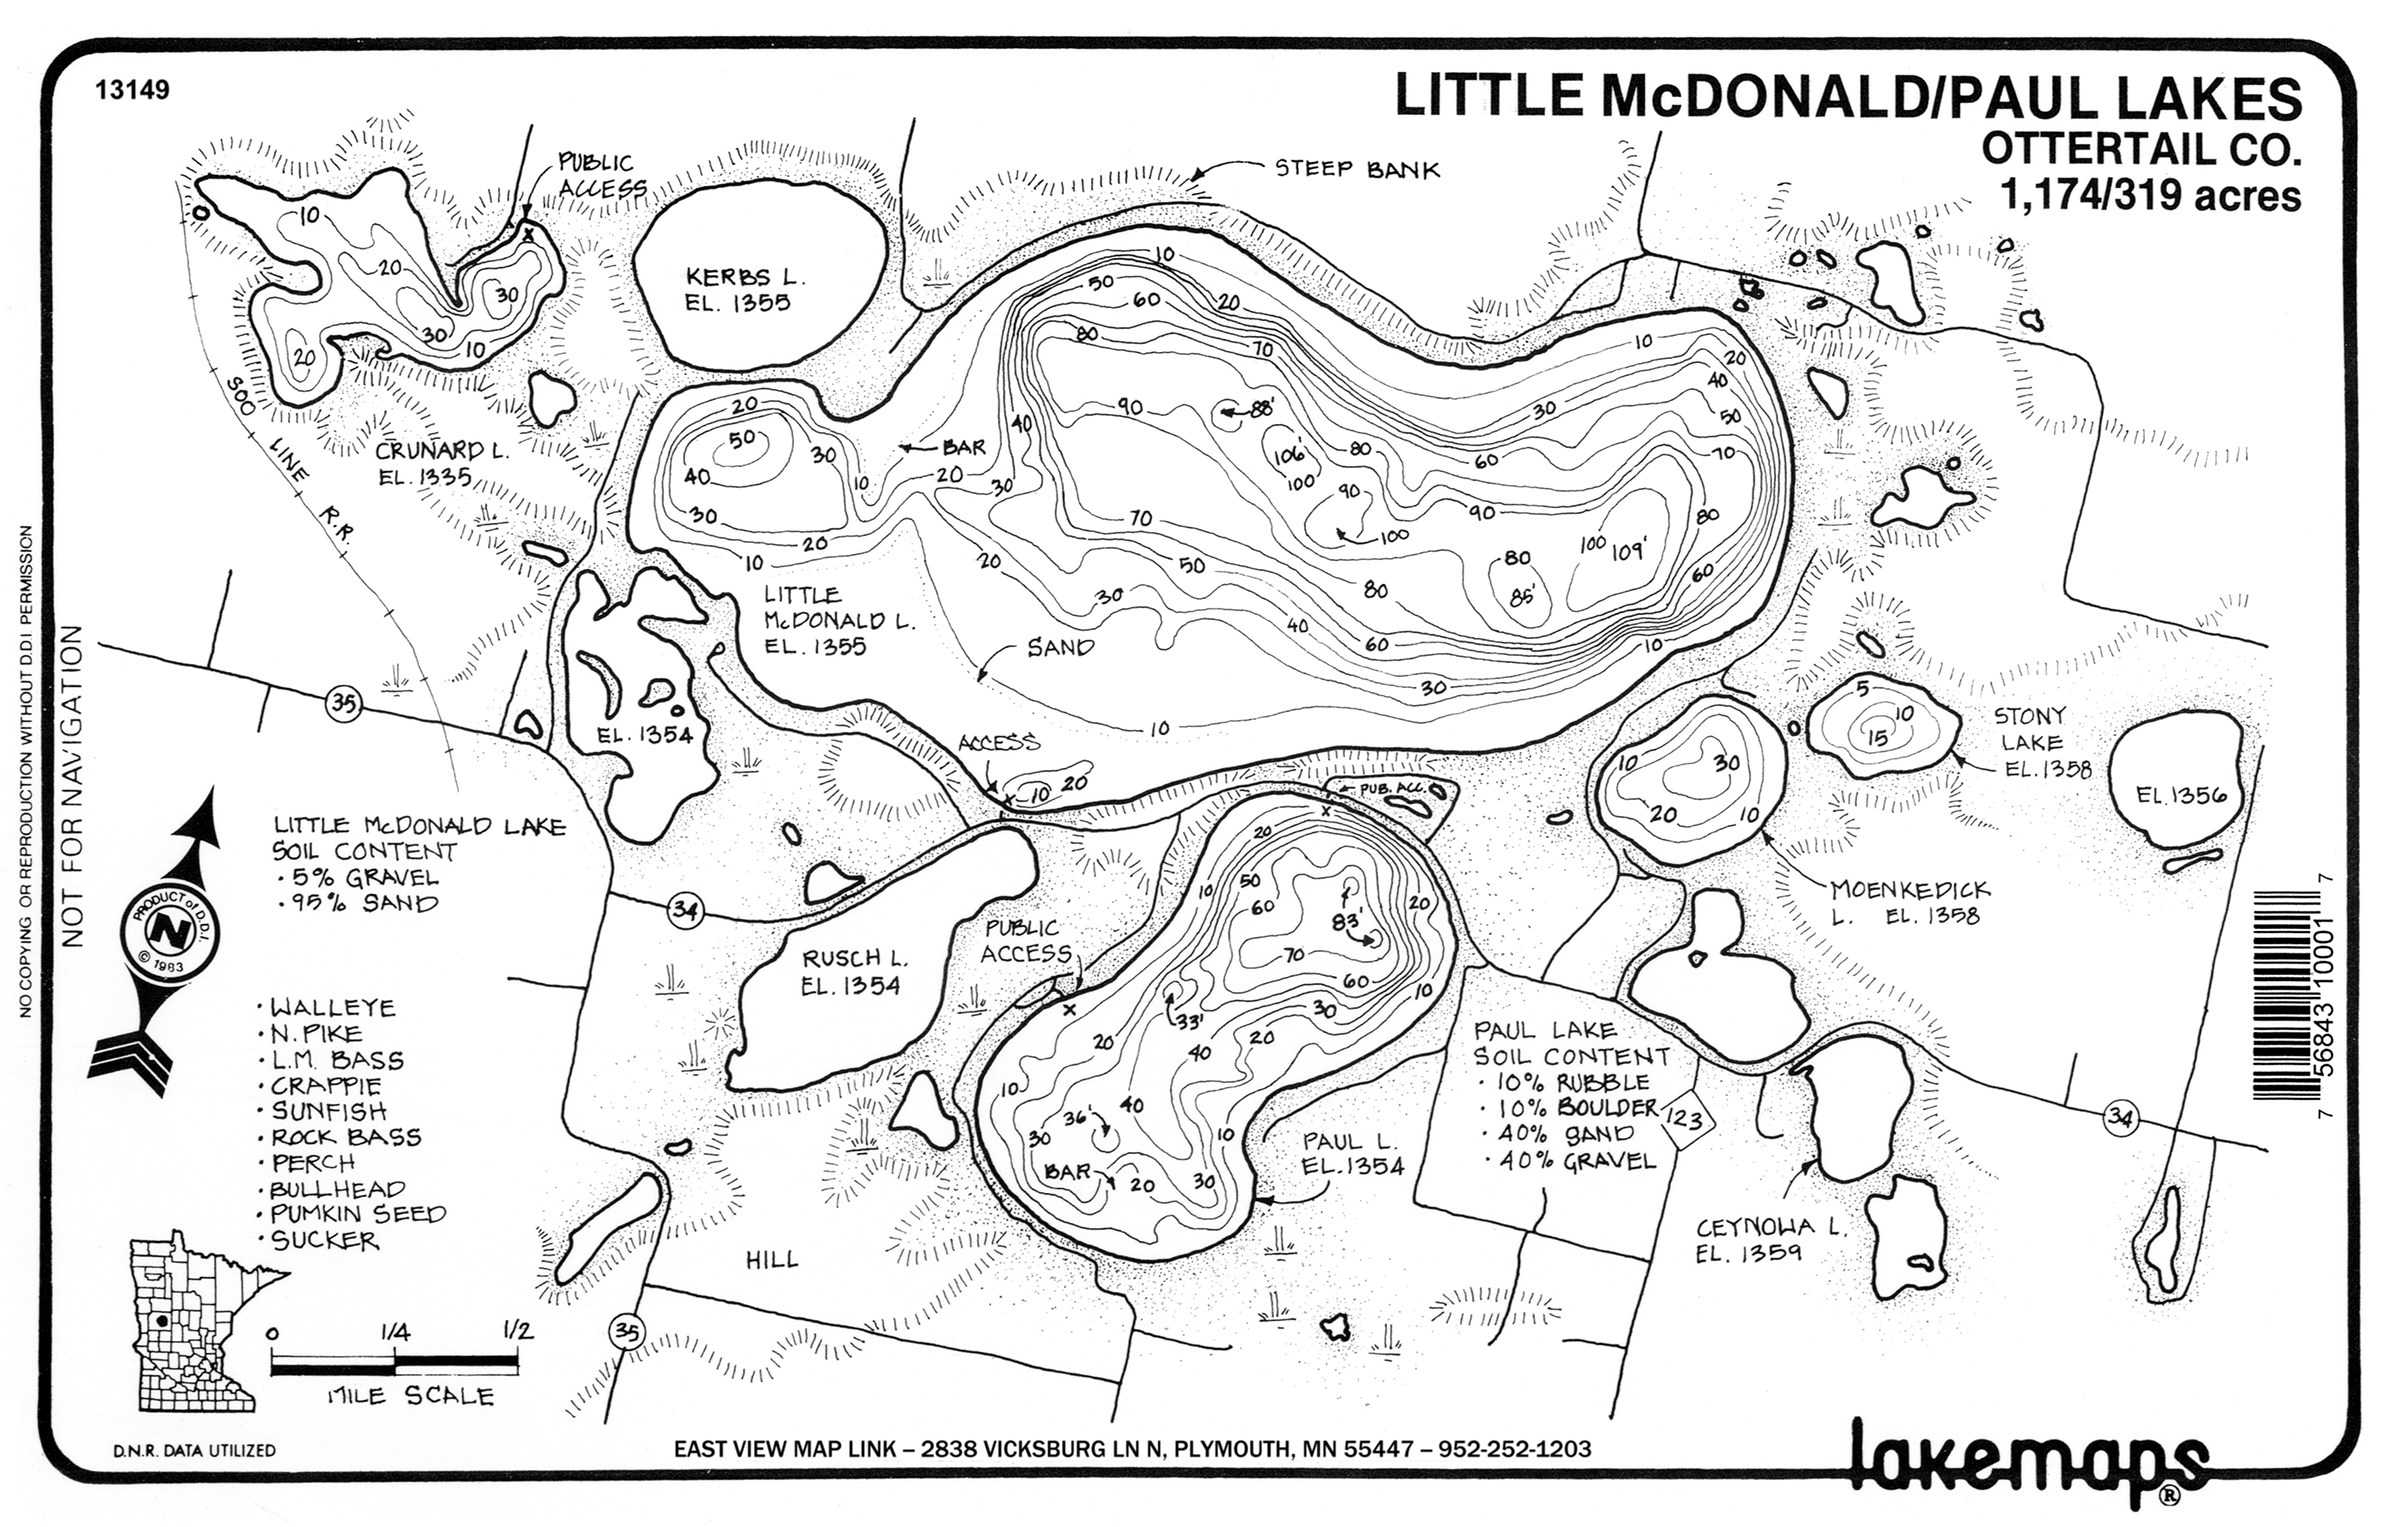 13149
LITTLE McDONALD/PAUL LAKES
OTTERTAIL CO.
1,174/319 acres
PUBLIC
ACCESS
STEEP BANK
KERBS L.
EL. 1355
10
20
30
30
10
20
CRUNARD L.
EL. 1335
SOO LINE R.R.
10
50
60
20
80
70
10
20
40
30
50
90
88'
40
20
50
30
40
10
30
20
10
BAR
20
30
106'
100
80
60
70
90
100
90
80
100
109'
70
50
20
30
80
80
85'
60
40
60
10
30
10
LITTLE
McDONALD L.
EL. 1355
SAND
35
EL. 1354
ACCESS
10
20
PUB. ACC.
5
10
15
STONY
LAKE
EL. 1358
10
30
20
10
EL. 1356
MOENKEDICK
L. EL. 1358
LITTLE McDONALD LAKE
SOIL CONTENT
• 5% GRAVEL
• 95% SAND
34
RUSCH L.
EL. 1354
PUBLIC
ACCESS
20
10
50
60
20
83'
70
60
10
30
33'
20
20
40
10
36'
40
30
10
BAR
20
30
PAUL L.
EL. 1354
PAUL LAKE
SOIL CONTENT
• 10% RUBBLE
• 10% BOULDER
• 40% SAND
• 40% GRAVEL
123
34
CEYNOWA L.
EL. 1359
PRODUCT of D.D.I.
N
© 1983
• WALLEYE
• N. PIKE
• L.M. BASS
• CRAPPIE
• SUNFISH
• ROCK BASS
• PERCH
• BULLHEAD
• PUMKIN SEED
• SUCKER
HILL
35
0 1/4 1/2
MILE SCALE
NO COPYING OR REPRODUCTION WITHOUT D.D.I PERMISSION
NOT FOR NAVIGATION
7 56843 10001 7
D.N.R. DATA UTILIZED
EAST VIEW MAP LINK – 2838 VICKSBURG LN N, PLYMOUTH, MN 55447 – 952-252-1203
lakemaps®